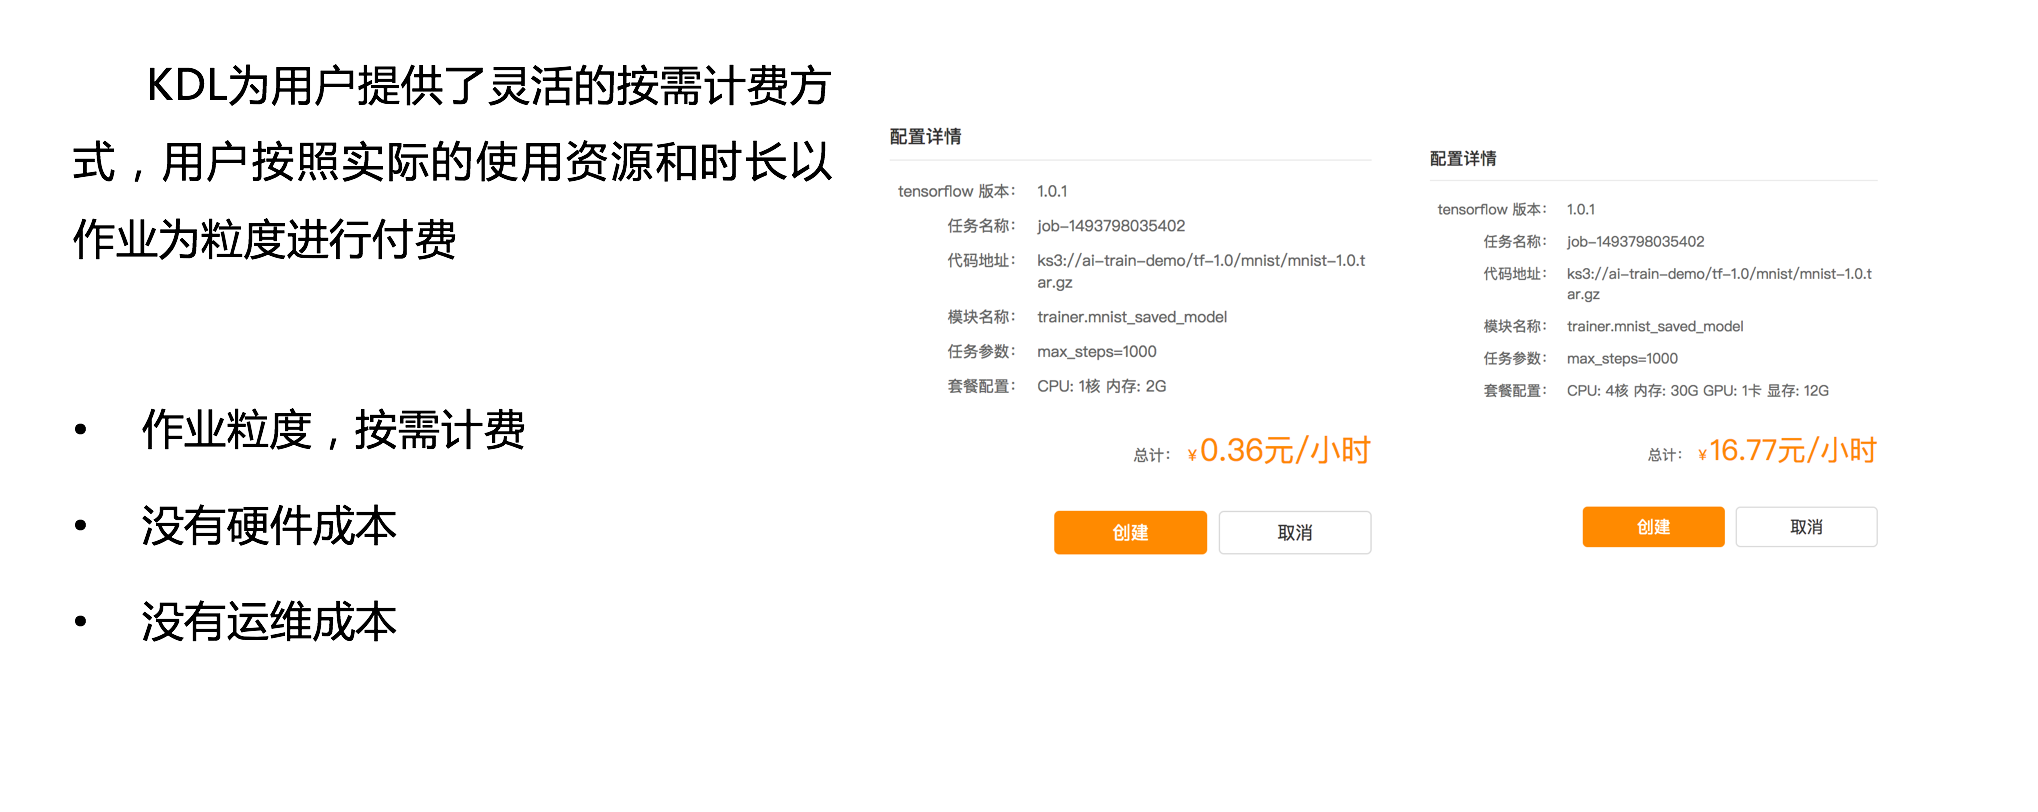 KDL为用户提供了灵活的按需计费方
式，用户按照实际的使用资源和时长以
作业为粒度进行付费
• 作业粒度，按需计费
• 没有硬件成本
• 没有运维成本
配置详情
tensorflow 版本： 1.0.1
任务名称： job-1493798035402
代码地址： ks3://ai-train-demo/tf-1.0/mnist/mnist-1.0.t
ar.gz
模块名称： trainer.mnist_saved_model
任务参数： max_steps=1000
套餐配置： CPU: 1核 内存: 2G
总计： ¥0.36元/小时
创建 取消
配置详情
tensorflow 版本： 1.0.1
任务名称： job-1493798035402
代码地址： ks3://ai-train-demo/tf-1.0/mnist/mnist-1.0.t
ar.gz
模块名称： trainer.mnist_saved_model
任务参数： max_steps=1000
套餐配置： CPU: 4核 内存: 30G GPU: 1卡 显存: 12G
总计： ¥16.77元/小时
创建 取消